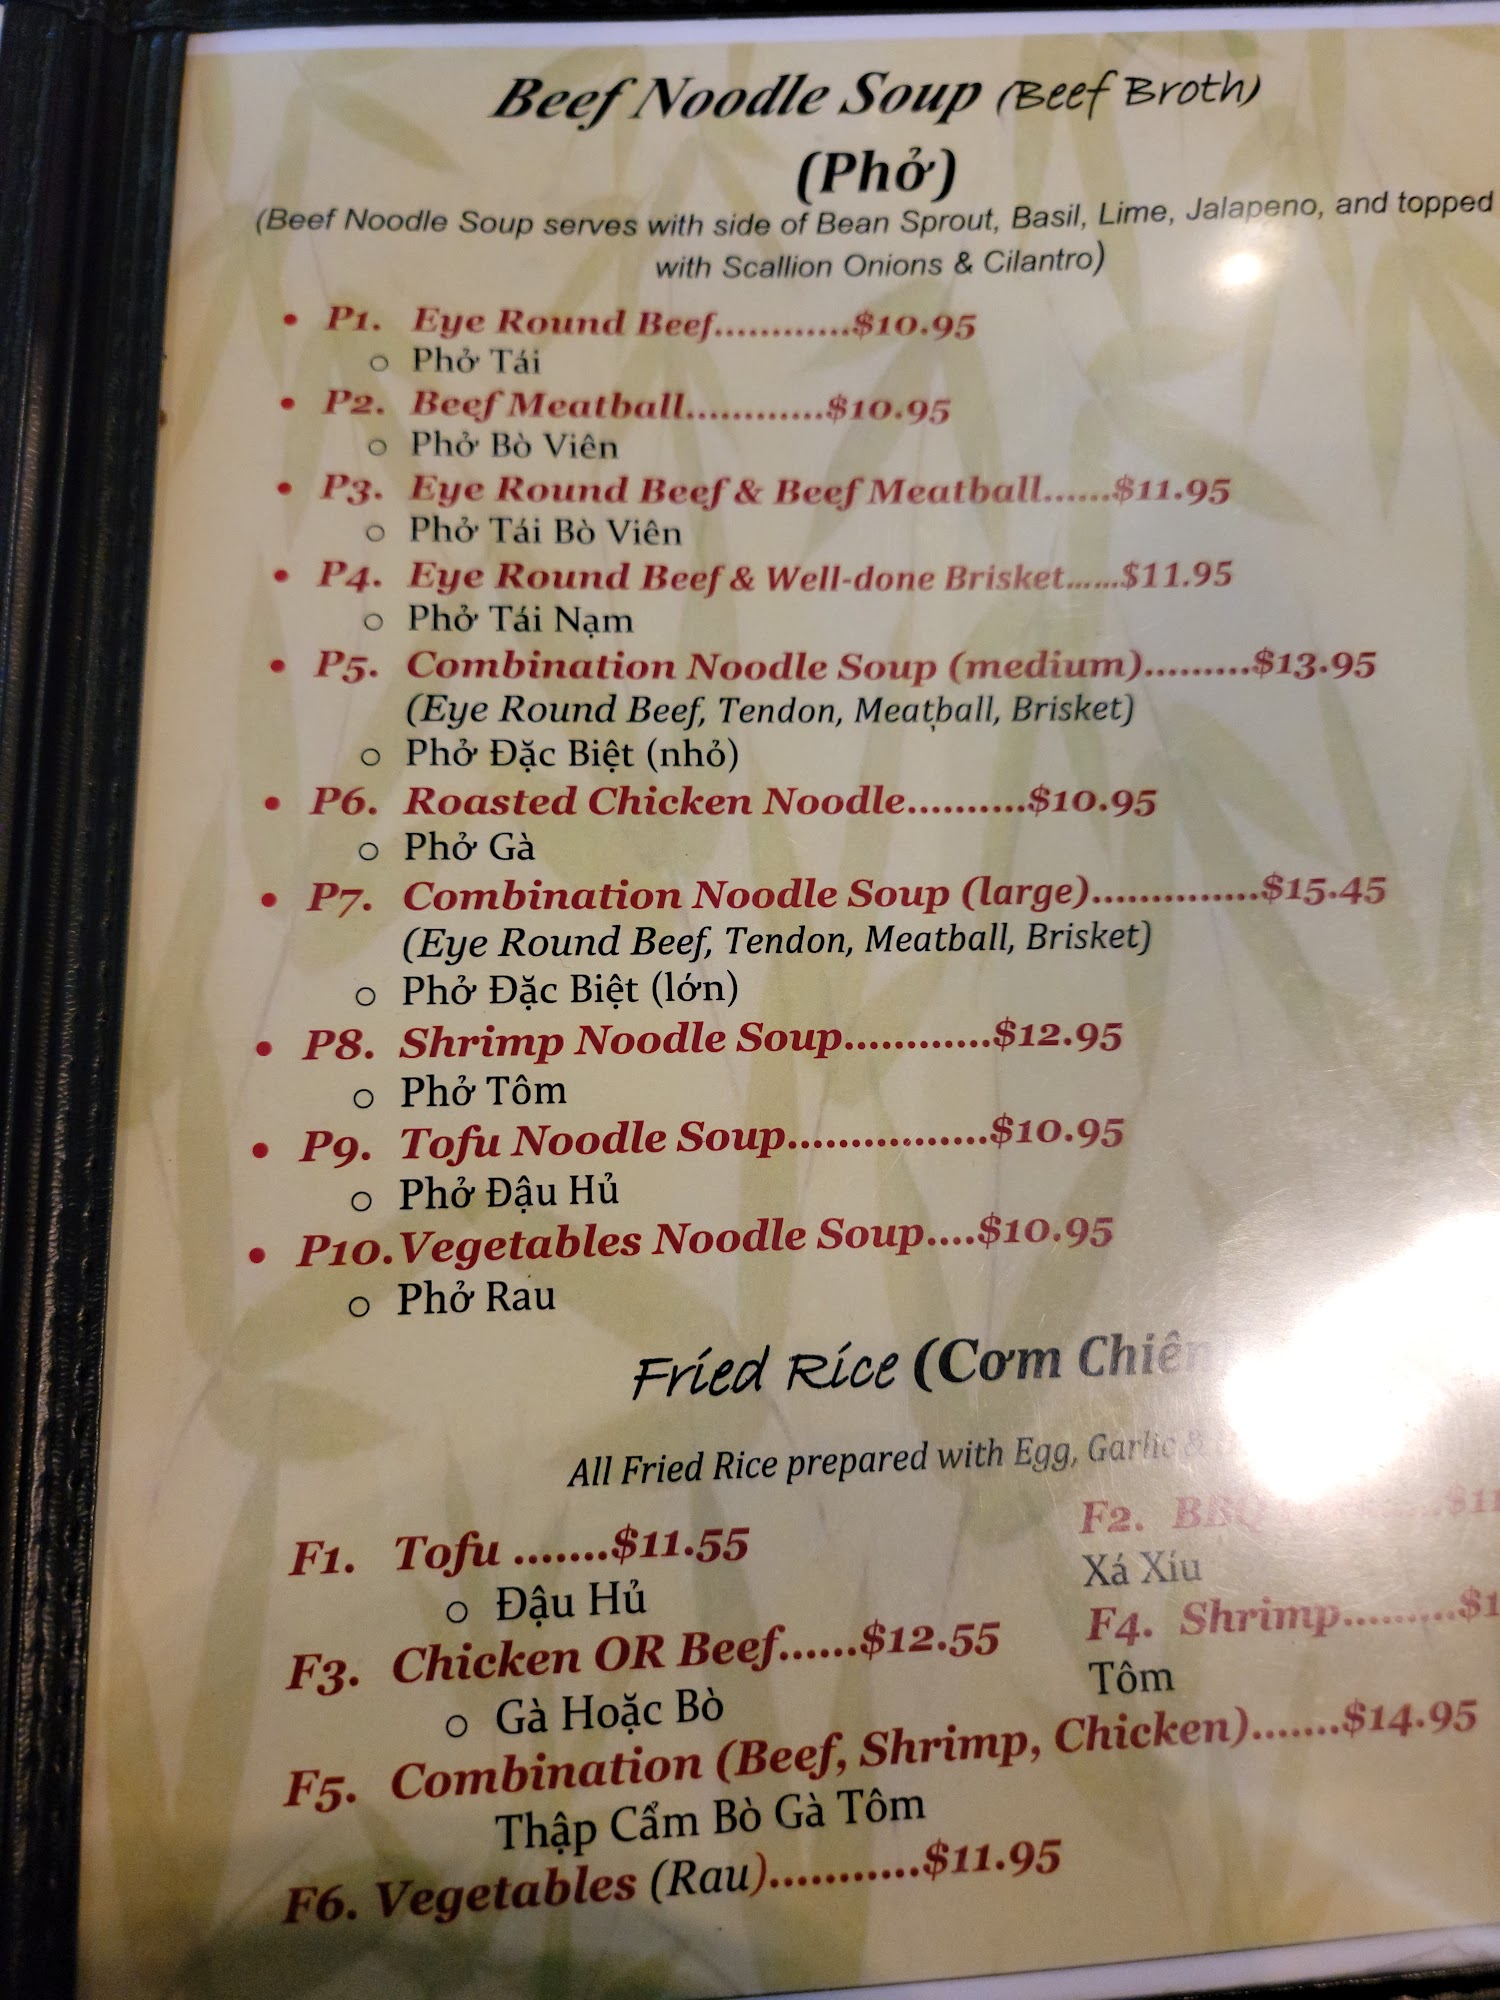 Beef Noodle Soup (Beef Broth)
(Phở)
(Beef Noodle Soup serves with side of Bean Sprout, Basil, Lime, Jalapeno, and topped
with Scallion Onions & Cilantro)
• P1. Eye Round Beef............$10.95
○ Phở Tái
• P2. Beef Meatball............$10.95
○ Phở Bò Viên
• P3. Eye Round Beef & Beef Meatball......$11.95
○ Phở Tái Bò Viên
• P4. Eye Round Beef & Well-done Brisket......$11.95
○ Phở Tái Nạm
• P5. Combination Noodle Soup (medium).........$13.95
(Eye Round Beef, Tendon, Meatball, Brisket)
○ Phở Đặc Biệt (nhỏ)
• P6. Roasted Chicken Noodle..........$10.95
○ Phở Gà
• P7. Combination Noodle Soup (large)..............$15.45
(Eye Round Beef, Tendon, Meatball, Brisket)
○ Phở Đặc Biệt (lớn)
• P8. Shrimp Noodle Soup............$12.95
○ Phở Tôm
• P9. Tofu Noodle Soup................$10.95
○ Phở Đậu Hủ
• P10. Vegetables Noodle Soup....$10.95
○ Phở Rau
Fried Rice (Cơm Chiên
All Fried Rice prepared with Egg, Garlic &
F1. Tofu .......$11.55
○ Đậu Hủ
F2. BBQ
Xá Xíu
F3. Chicken OR Beef......$12.55
○ Gà Hoặc Bò
F4. Shrimp.........$1
Tôm
F5. Combination (Beef, Shrimp, Chicken).......$14.95
Thập Cẩm Bò Gà Tôm
F6. Vegetables (Rau)...........$11.95